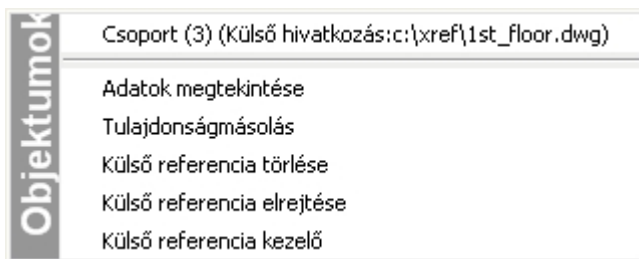 Objektumok
Csoport (3) (Külső hivatkozás:c:\xref\1st_floor.dwg)
Adatok megtekintése
Tulajdonságmásolás
Külső referencia törlése
Külső referencia elrejtése
Külső referencia kezelő